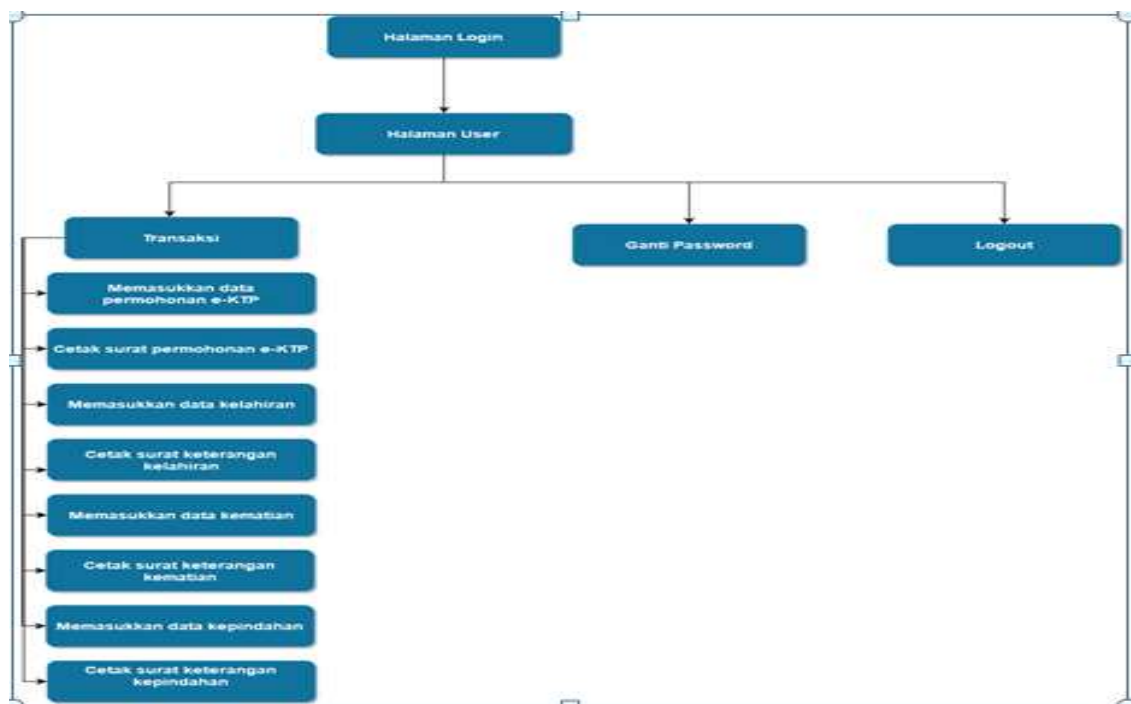 Halaman Login
Halaman User
Transaksi
Ganti Password
Logout
Memasukkan data
permohonan e-KTP
Cetak surat permohonan e-KTP
Memasukkan data kelahiran
Cetak surat keterangan
kelahiran
Memasukkan data kematian
Cetak surat keterangan
kematian
Memasukkan data kepindahan
Cetak surat keterangan
kepindahan